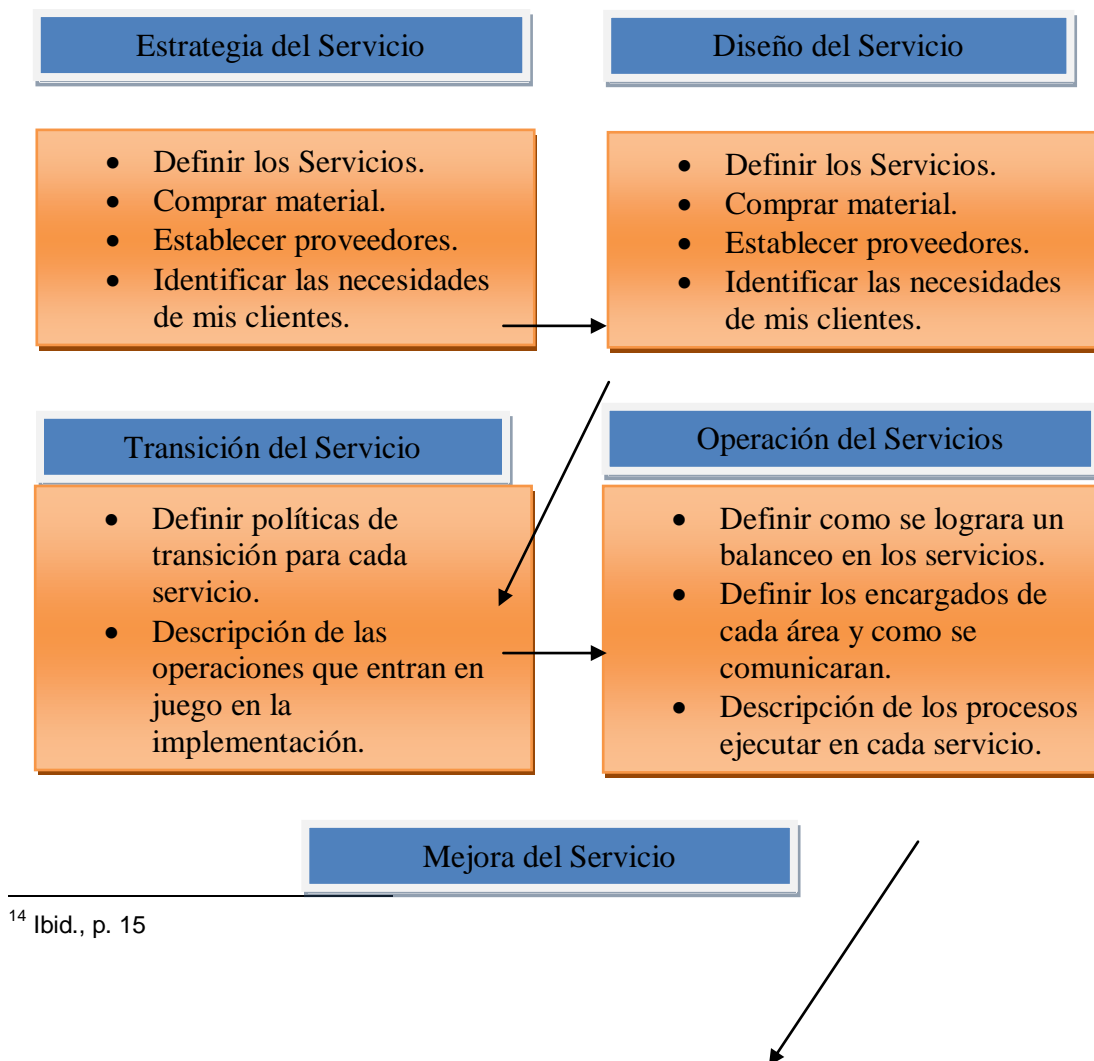 Estrategia del Servicio
• Definir los Servicios.
• Comprar material.
• Establecer proveedores.
• Identificar las necesidades
de mis clientes.
Diseño del Servicio
• Definir los Servicios.
• Comprar material.
• Establecer proveedores.
• Identificar las necesidades
de mis clientes.
Transición del Servicio
• Definir políticas de
transición para cada
servicio.
• Descripción de las
operaciones que entran en
juego en la
implementación.
Operación del Servicios
• Definir como se lograra un
balanceo en los servicios.
• Definir los encargados de
cada área y como se
comunicaran.
• Descripción de los procesos
ejecutar en cada servicio.
Mejora del Servicio
14 Ibid., p. 15